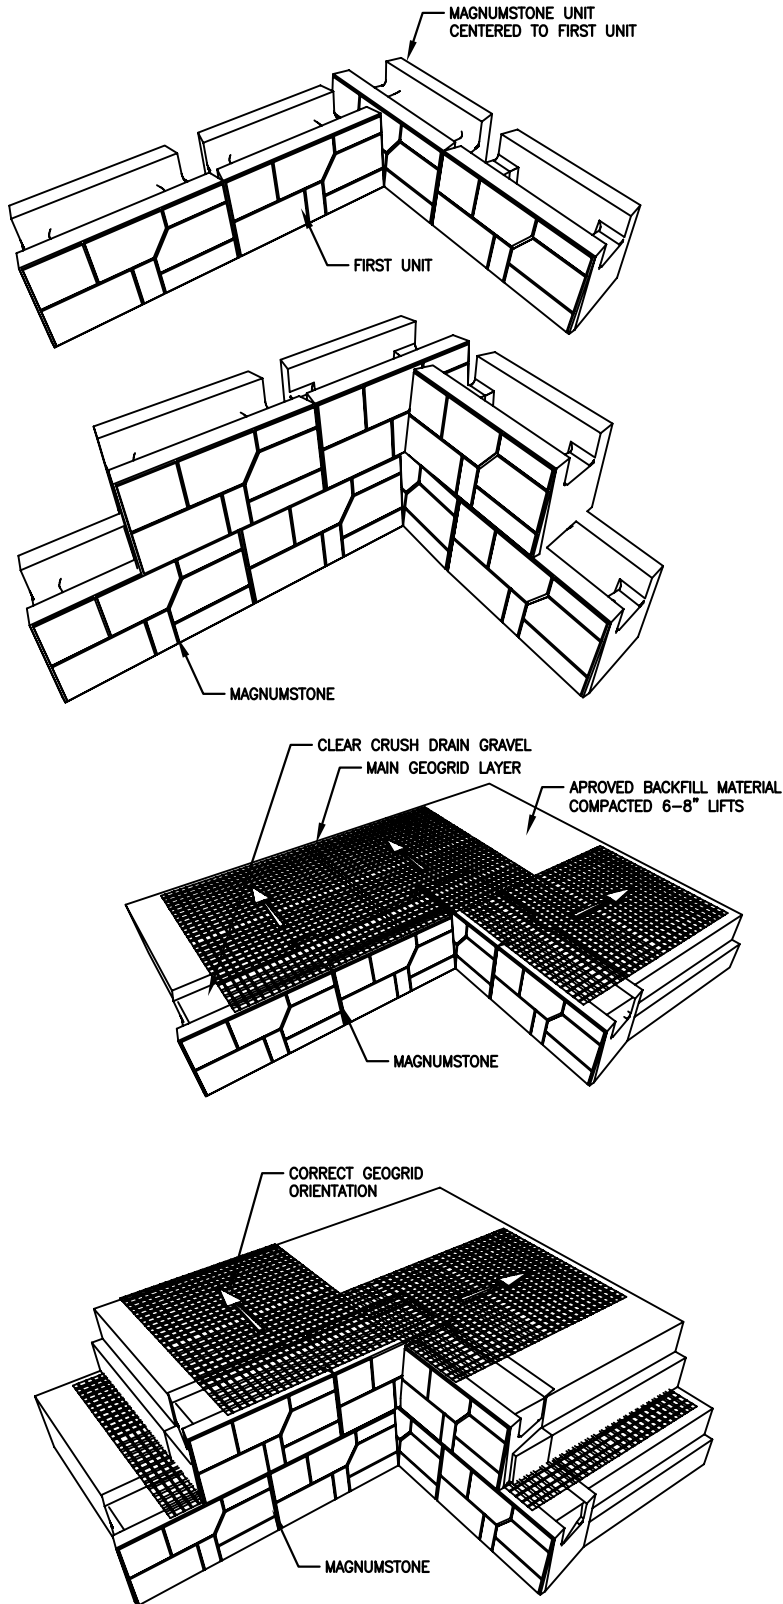 MAGNUMSTONE UNIT
CENTERED TO FIRST UNIT
FIRST UNIT
MAGNUMSTONE
CLEAR CRUSH DRAIN GRAVEL
MAIN GEOGRID LAYER
APROVED BACKFILL MATERIAL
COMPACTED 6-8" LIFTS
MAGNUMSTONE
CORRECT GEOGRID
ORIENTATION
MAGNUMSTONE